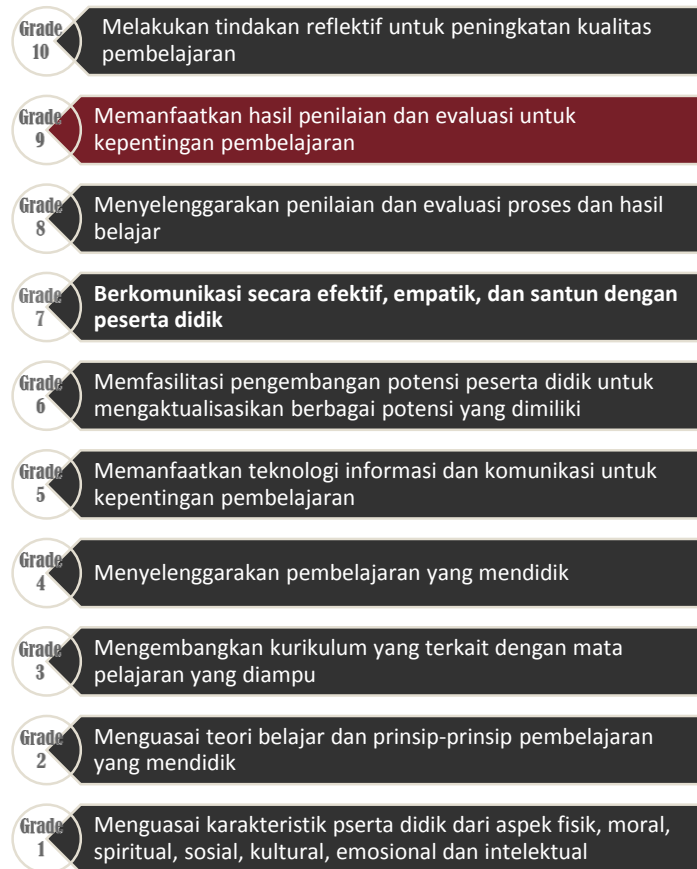 Grade
10
Melakukan tindakan reflektif untuk peningkatan kualitas
pembelajaran
Grade
9
Memanfaatkan hasil penilaian dan evaluasi untuk
kepentingan pembelajaran
Grade
8
Menyelenggarakan penilaian dan evaluasi proses dan hasil
belajar
Grade
7
Berkomunikasi secara efektif, empatik, dan santun dengan
peserta didik
Grade
6
Memfasilitasi pengembangan potensi peserta didik untuk
mengaktualisasikan berbagai potensi yang dimiliki
Grade
5
Memanfaatkan teknologi informasi dan komunikasi untuk
kepentingan pembelajaran
Grade
4
Menyelenggarakan pembelajaran yang mendidik
Grade
3
Mengembangkan kurikulum yang terkait dengan mata
pelajaran yang diampu
Grade
2
Menguasai teori belajar dan prinsip-prinsip pembelajaran
yang mendidik
Grade
1
Menguasai karakteristik pserta didik dari aspek fisik, moral,
spiritual, sosial, kultural, emosional dan intelektual